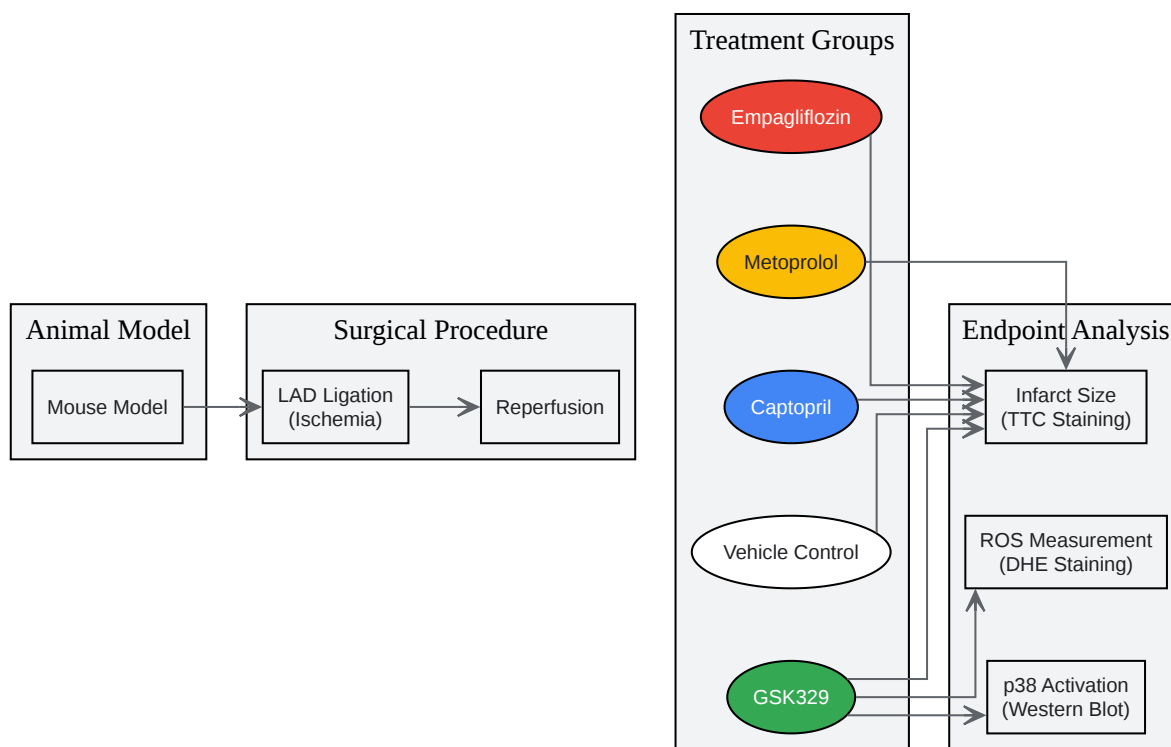 Animal Model
Mouse Model
Surgical Procedure
LAD Ligation
(Ischemia)
Reperfusion
Treatment Groups
Empagliflozin
Metoprolol
Captopril
Vehicle Control
GSK329
Endpoint Analysis
Infarct Size
(TTC Staining)
ROS Measurement
(DHE Staining)
p38 Activation
(Western Blot)